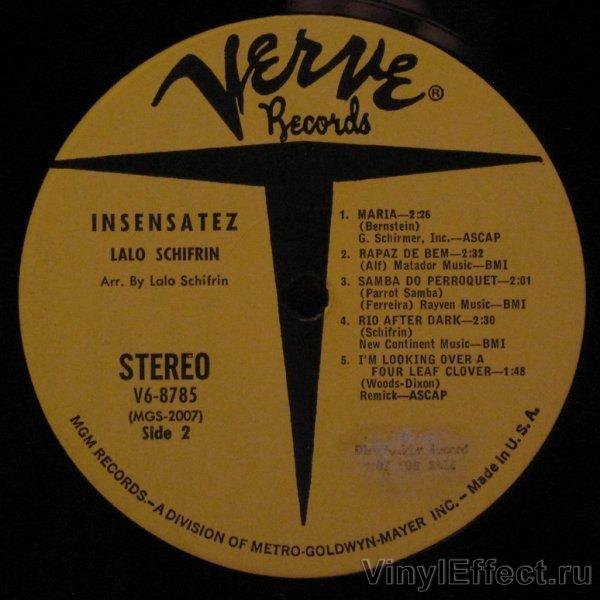 VERVE®
Records
INSENSATEZ
LALO SCHIFRIN
Arr. By Lalo Schifrin
STEREO
V6-8785
(MGS-2007)
Side 2
1. MARIA—2:26
(Bernstein)
G. Schirmer, Inc.—ASCAP
2. RAPAZ DE BEM—2:32
(Alf) Matador Music—BMI
3. SAMBA DO PERROQUET—2:01
(Parrot Samba)
(Ferreira) Rayven Music—BMI
4. RIO AFTER DARK—2:30
(Schifrin)
New Continent Music—BMI
5. I'M LOOKING OVER A
FOUR LEAF CLOVER—1:48
(Woods-Dixon)
Remick—ASCAP
MGM RECORDS.—A DIVISION OF METRO-GOLDWYN-MAYER INC. – Made in U. S. A.
VinylEffect.ru